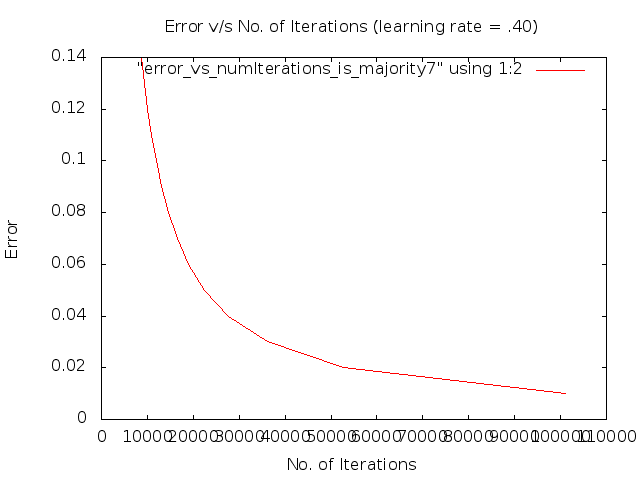 Error v/s No. of Iterations (learning rate = .40)
"error_vs_numIterations_is_majority7" using 1:2
0.14
0.12
0.1
0.08
0.06
0.04
0.02
0
Error
0 10000 20000 30000 40000 50000 60000 70000 80000 90000 100000 110000
No. of Iterations